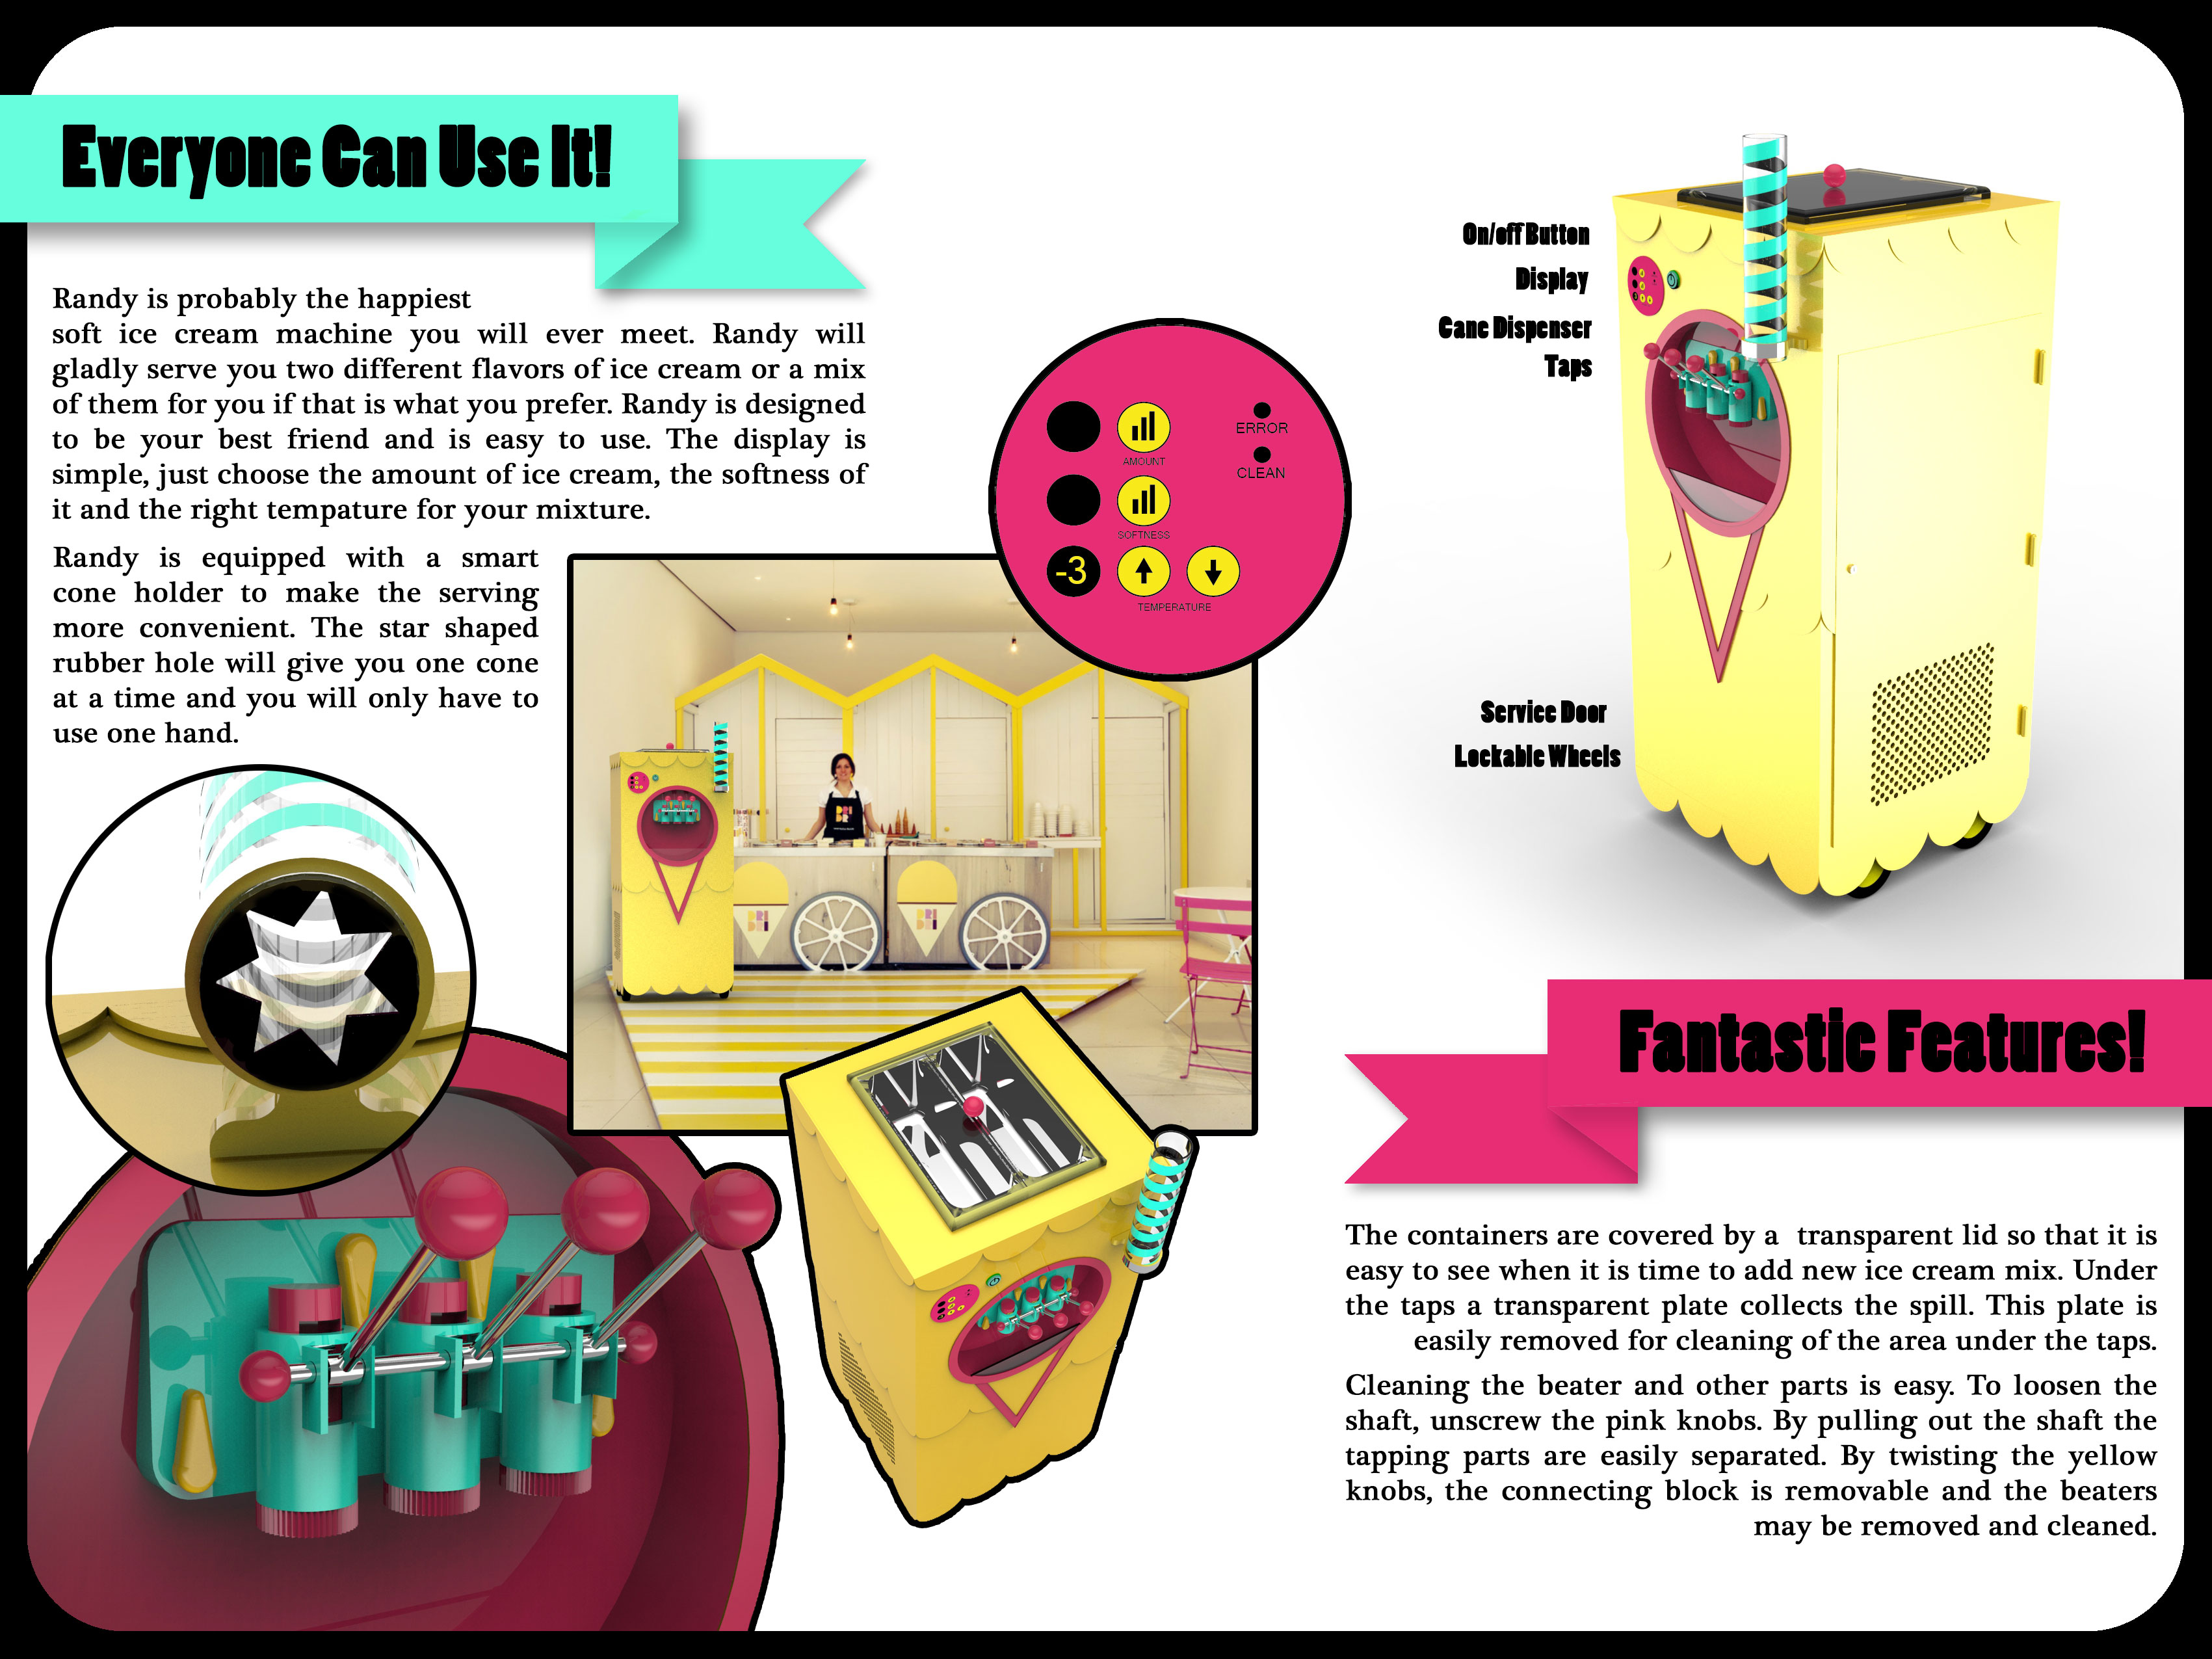 Everyone Can Use It!
Randy is probably the happiest
soft ice cream machine you will ever meet. Randy will
gladly serve you two different flavors of ice cream or a mix
of them for you if that is what you prefer. Randy is designed
to be your best friend and is easy to use. The display is
simple, just choose the amount of ice cream, the softness of
it and the right tempature for your mixture.
Randy is equipped with a smart
cone holder to make the serving
more convenient. The star shaped
rubber hole will give you one cone
at a time and you will only have to
use one hand.
ERROR
AMOUNT
CLEAN
SOFTNESS
-3
TEMPERATURE
DRI
DRI
DRI
On/off Button
Display
Cane Dispenser
Taps
Service Door
Lockable Wheels
Fantastic Features!
The containers are covered by a transparent lid so that it is
easy to see when it is time to add new ice cream mix. Under
the taps a transparent plate collects the spill. This plate is
easily removed for cleaning of the area under the taps.
Cleaning the beater and other parts is easy. To loosen the
shaft, unscrew the pink knobs. By pulling out the shaft the
tapping parts are easily separated. By twisting the yellow
knobs, the connecting block is removable and the beaters
may be removed and cleaned.